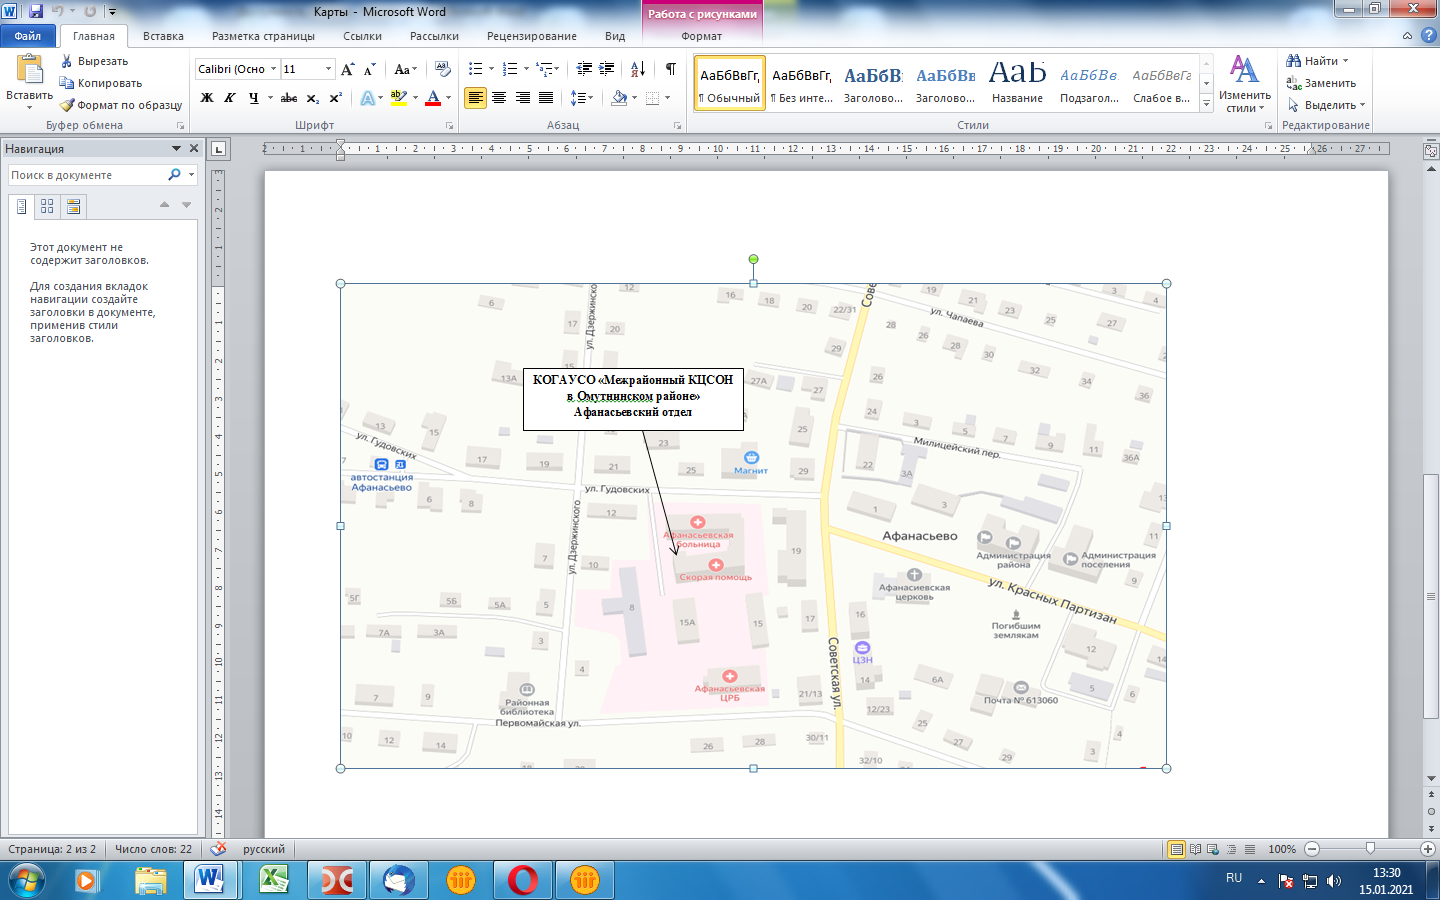 Карты - Microsoft Word
Работа с рисунками
Файл
Главная
Вставка
Разметка страницы
Ссылки
Рассылки
Рецензирование
Вид
Формат
Вставить
Вырезать
Копировать
Формат по образцу
Буфер обмена
Calibri (Осно
11
Шрифт
Абзац
АаБбВвГг,
АаБбВвГг,
АаБбВ
АаБбВв
АаБ
АаБбВв.
АаБбВвГг
¶ Обычный
¶ Без инте...
Заголово...
Заголово...
Название
Подзагол...
Слабое в...
Стили
Изменить
стили
Найти
Заменить
Выделить
Редактирование
Навигация
Поиск в документе
Этот документ не
содержит заголовков.
Для создания вкладок
навигации создайте
заголовки в документе,
применив стили
заголовков.
КОГАУСО «Межрайонный КЦСОН
в Омутнинском районе»
Афанасьевский отдел
ул. Дзержинско
Сове
ул. Чапаева
Милицейский пер.
ул. Гудовских
автостанция
Афанасьево
Магнит
ул. Гудовских
ул. Дзержинского
Афанасьевская
больница
Скорая помощь
Афанасьево
Администрация
района
Администрация
поселения
Афанасиевская
церковь
ул. Красных Партизан
Погибшим
землякам
ЦЗН
Советская ул.
Афанасьевская
ЦРБ
Районная
библиотека
Первомайская ул.
Почта № 613060
Страница: 2 из 2
Число слов: 22
русский
100%
RU
13:30
15.01.2021